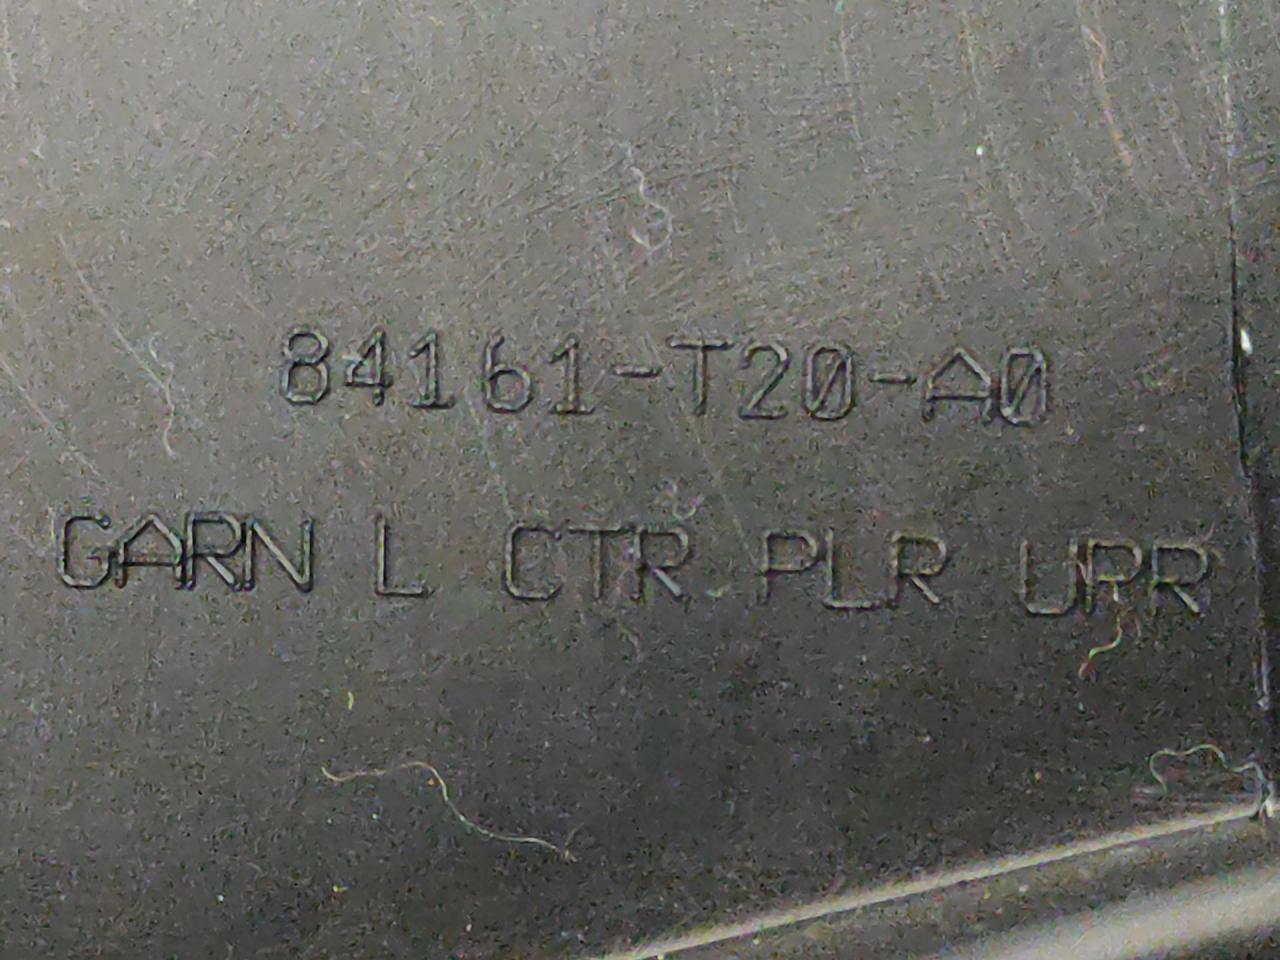 84161-T20-A0
GARN L CTR PLR UPR